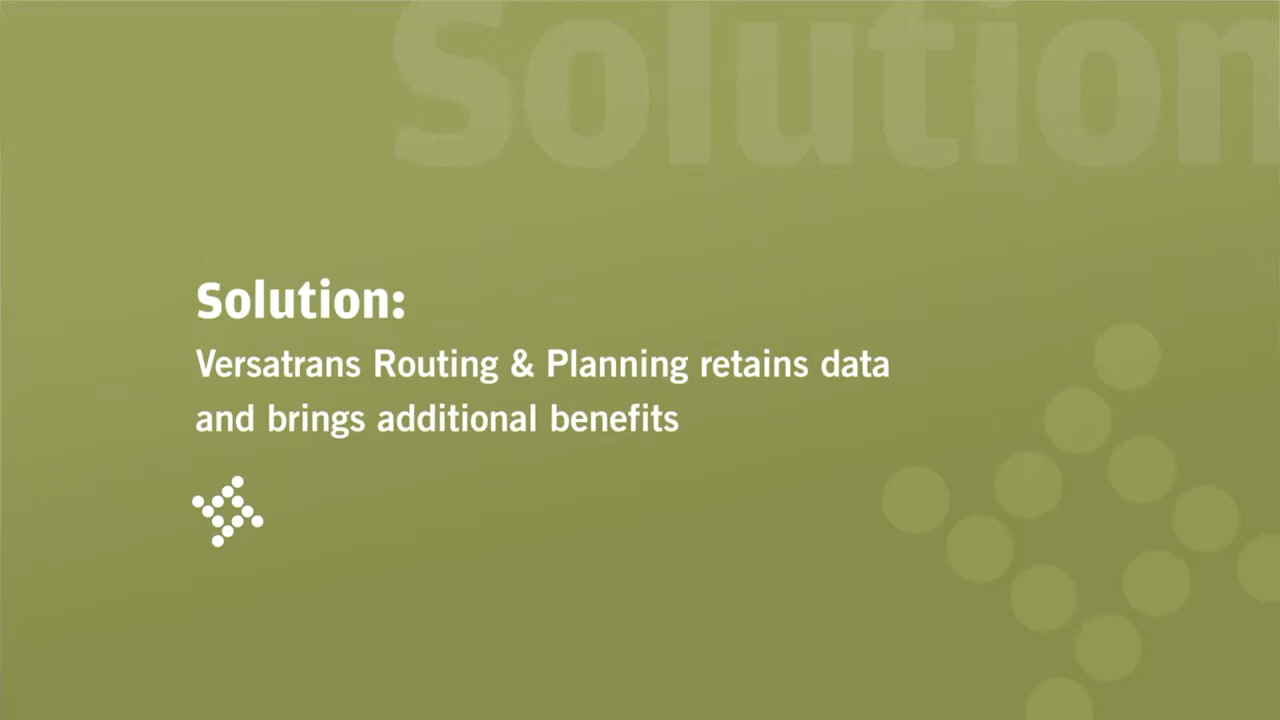 Solution
Solution:
Versatrans Routing & Planning retains data
and brings additional benefits